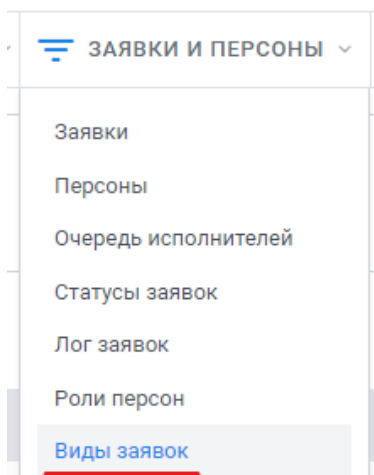 ЗАЯВКИ И ПЕРСОНЫ
Заявки
Персоны
Очередь исполнителей
Статусы заявок
Лог заявок
Роли персон
Виды заявок